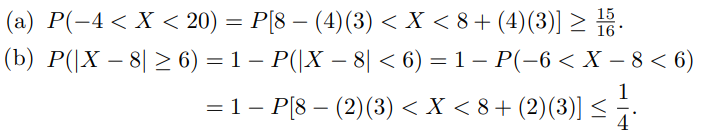 (a) P(−4 < X < 20) = P[8 − (4)(3) < X < 8 + (4)(3)] ≥ 15/16.
(b) P(|X − 8| ≥ 6) = 1 − P(|X − 8| < 6) = 1 − P(−6 < X − 8 < 6)
= 1 − P[8 − (2)(3) < X < 8 + (2)(3)] ≤ 1/4.